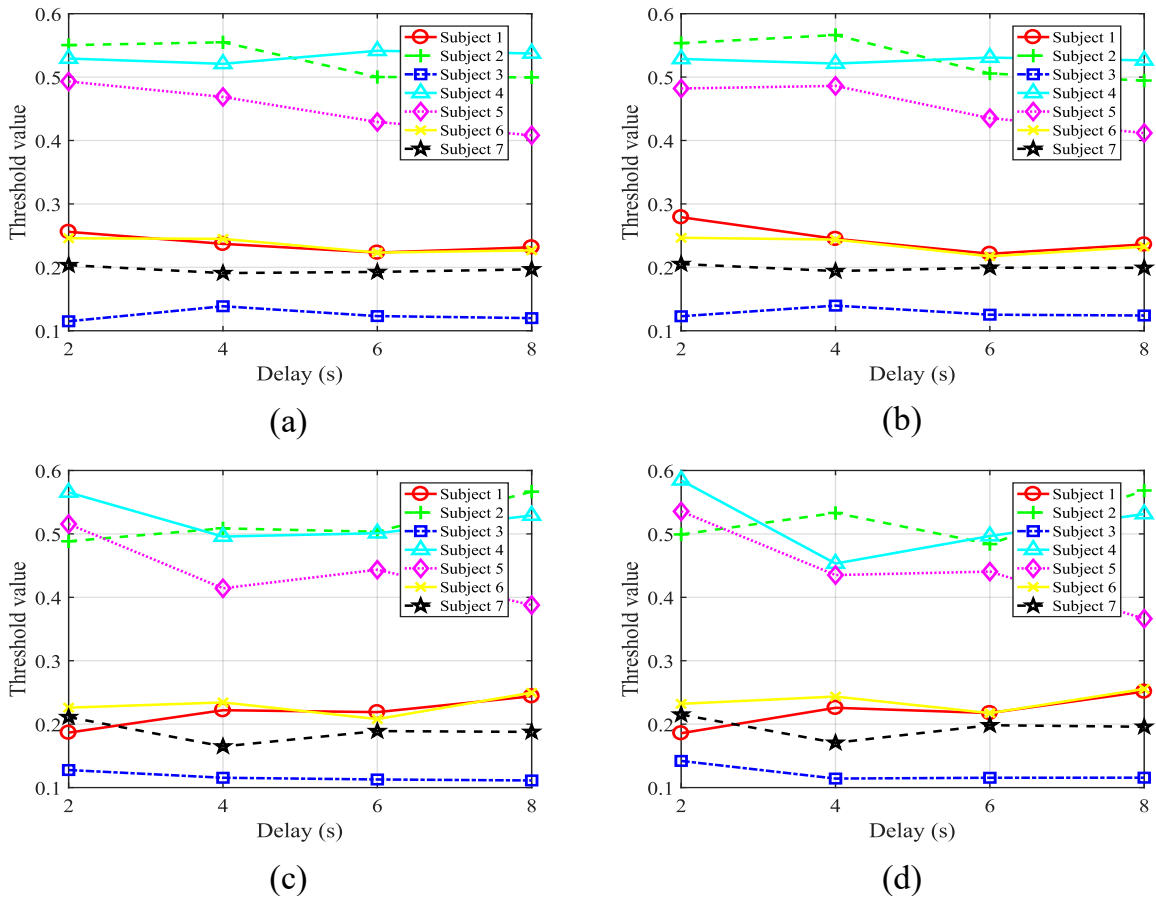 0.6
0.5
0.4
0.3
0.2
0.1
Threshold value
2
4
6
8
Delay (s)
Subject 1
Subject 2
Subject 3
Subject 4
Subject 5
Subject 6
Subject 7
(a)
0.6
0.5
0.4
0.3
0.2
0.1
Threshold value
2
4
6
8
Delay (s)
Subject 1
Subject 2
Subject 3
Subject 4
Subject 5
Subject 6
Subject 7
(b)
0.6
0.5
0.4
0.3
0.2
0.1
Threshold value
2
4
6
8
Delay (s)
Subject 1
Subject 2
Subject 3
Subject 4
Subject 5
Subject 6
Subject 7
(c)
0.6
0.5
0.4
0.3
0.2
0.1
Threshold value
2
4
6
8
Delay (s)
Subject 1
Subject 2
Subject 3
Subject 4
Subject 5
Subject 6
Subject 7
(d)